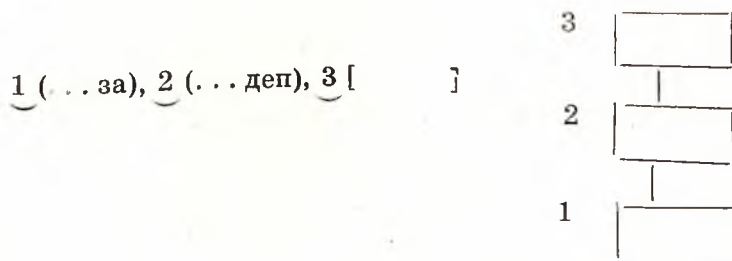 3
1 (. . . за), 2 (. . . деп), 3 [ ]
2
1